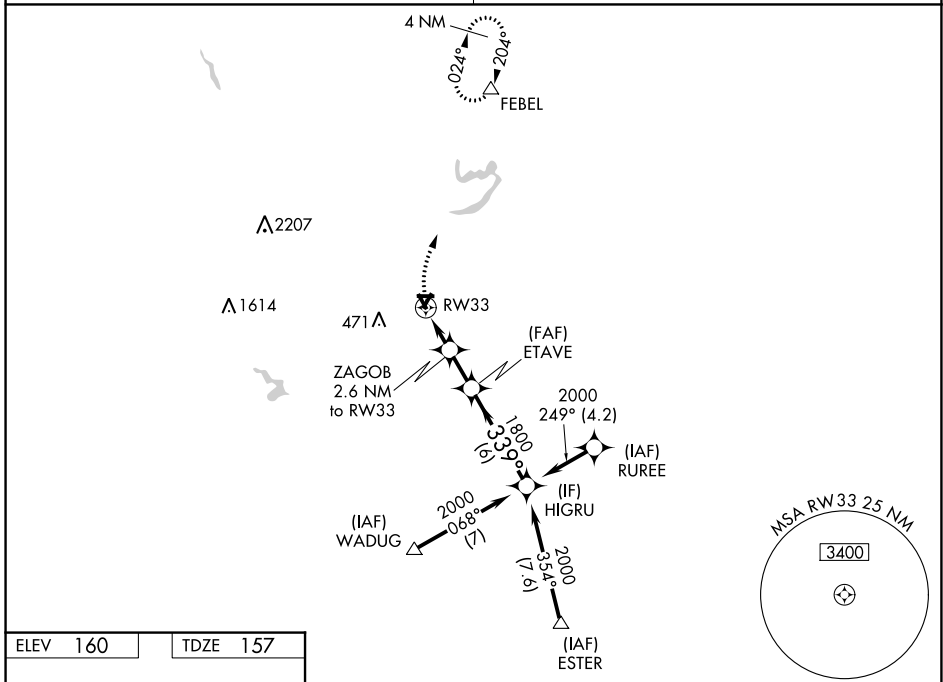 4 NM
024°
204°
FEBEL
2207
1614
471
RW33
(FAF)
ETAVE
ZAGOB
2.6 NM
to RW33
2000
249° (4.2)
(IAF)
RUREE
1800
339°
(6)
(IF)
HIGRU
(IAF)
WADUG
2000
068°
(7)
2000
354°
(7.6)
(IAF)
ESTER
MSA RW33 25 NM
3400
ELEV 160
TDZE 157